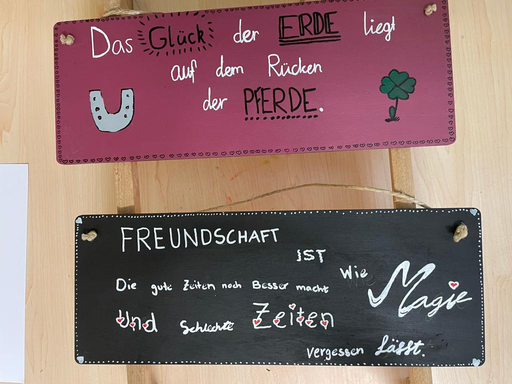 Das Glück der ERDE liegt
auf dem Rücken
der PFERDE.
FREUNDSCHAFT
IST
Wie
Magie
Die gute Zeiten noch Besser macht
Und Schlechte Zeiten
vergessen Lässt.